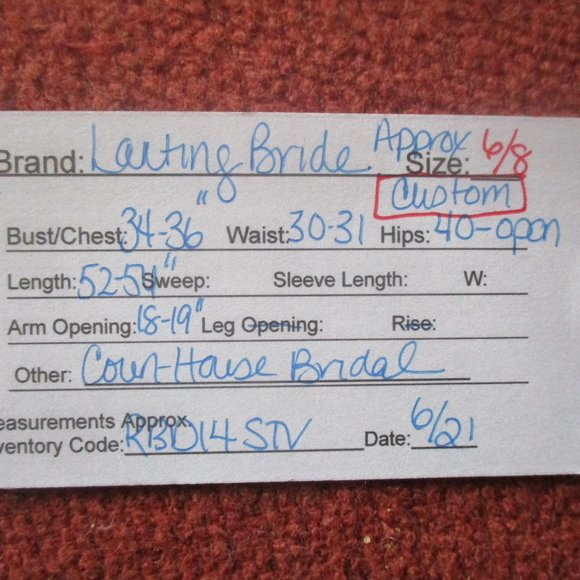 Brand: Lasting Bride Approx Size: 6/8
Custom
Bust/Chest: 34-36" Waist: 30-31 Hips: 40-open
Length: 52-54" Sweep: Sleeve Length: W:
Arm Opening: 18-19" Leg Opening: Rise:
Other: Court House Bridal
easurements Approx.
ventory Code: RBD14 STV Date: 6/21